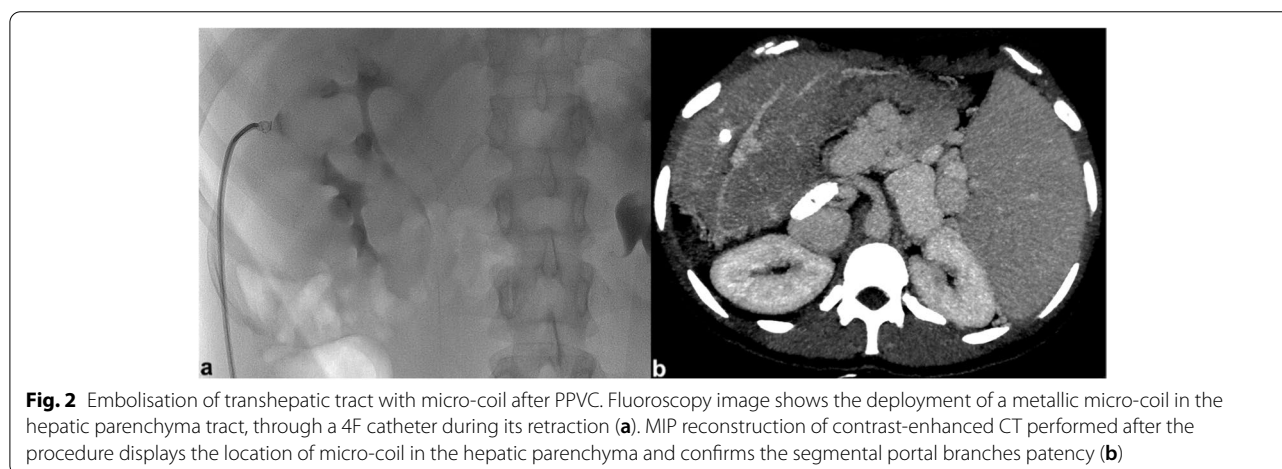 a
b
Fig. 2 Embolisation of transhepatic tract with micro-coil after PPVC. Fluoroscopy image shows the deployment of a metallic micro-coil in the
hepatic parenchyma tract, through a 4F catheter during its retraction (a). MIP reconstruction of contrast-enhanced CT performed after the
procedure displays the location of micro-coil in the hepatic parenchyma and confirms the segmental portal branches patency (b)